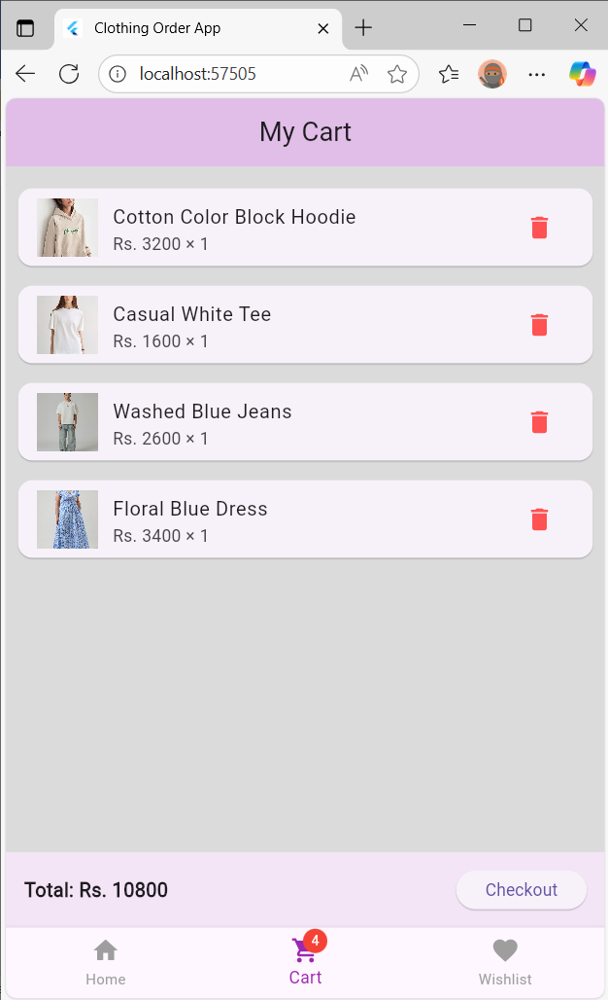 Clothing Order App
localhost:57505
My Cart
Cotton Color Block Hoodie
Rs. 3200 × 1
Casual White Tee
Rs. 1600 × 1
Washed Blue Jeans
Rs. 2600 × 1
Floral Blue Dress
Rs. 3400 × 1
Total: Rs. 10800
Checkout
4
Home
Cart
Wishlist